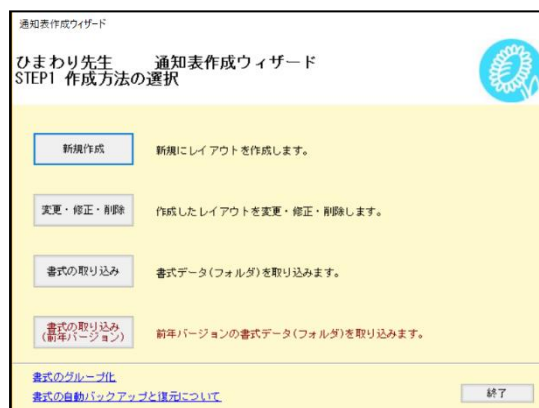 通知表作成ウィザード
ひまわり先生　　通知表作成ウィザード
STEP1 作成方法の選択
新規作成　新規にレイアウトを作成します。
変更・修正・削除　作成したレイアウトを変更・修正・削除します。
書式の取り込み　書式データ(フォルダ)を取り込みます。
書式の取り込み
(前年バージョン)　前年バージョンの書式データ(フォルダ)を取り込みます。
書式のグループ化
書式の自動バックアップと復元について　終了